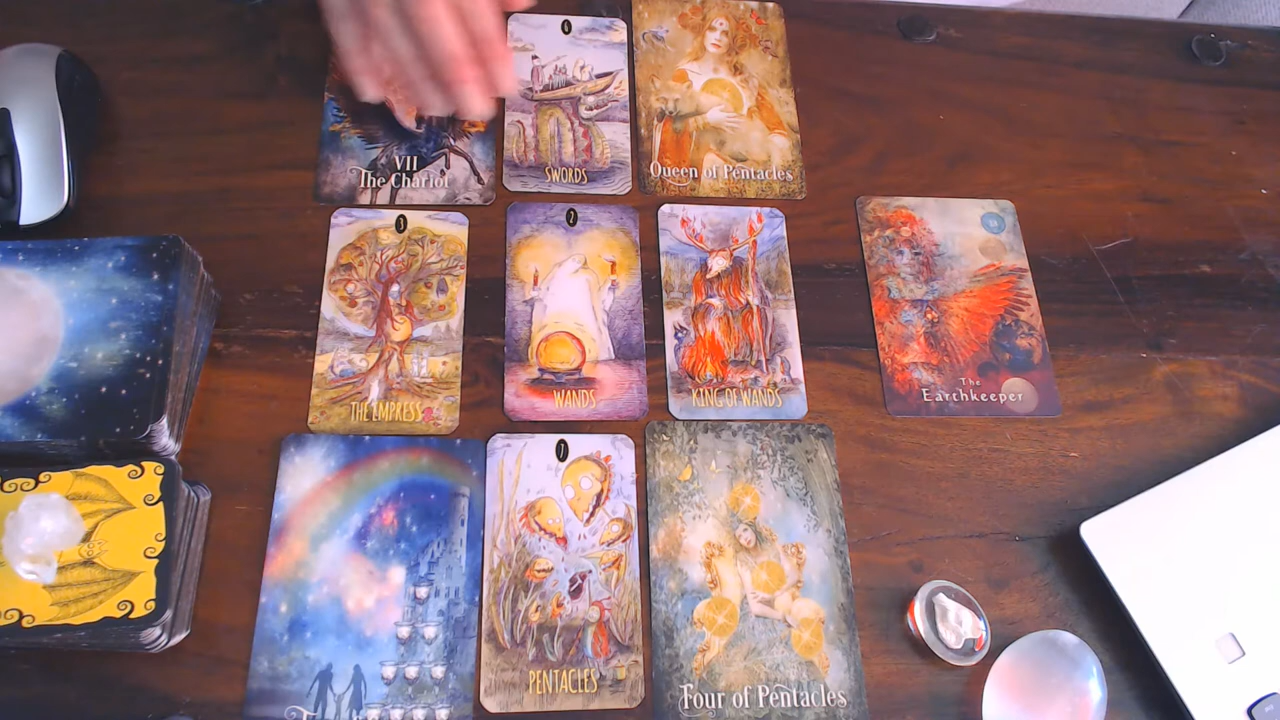 6
SWORDS
Queen of Pentacles
VII
The Chariot
3
THE EMPRESS
2
WANDS
KING OF WANDS
The
Earthkeeper
7
PENTACLES
Four of Pentacles